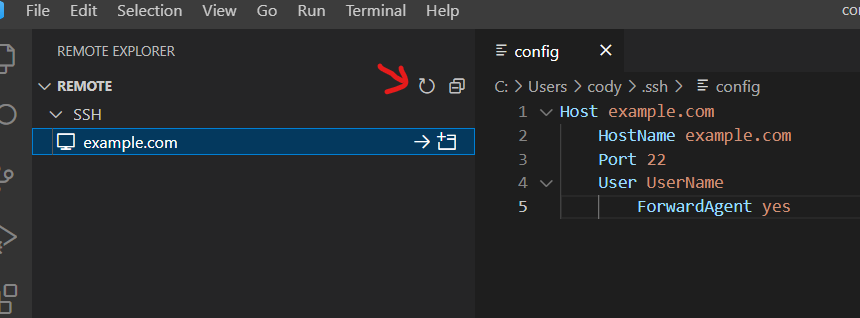 File Edit Selection View Go Run Terminal Help
REMOTE EXPLORER
REMOTE
SSH
example.com
config
C: > Users > cody > .ssh > config
1 Host example.com
2 HostName example.com
3 Port 22
4 User UserName
5 ForwardAgent yes